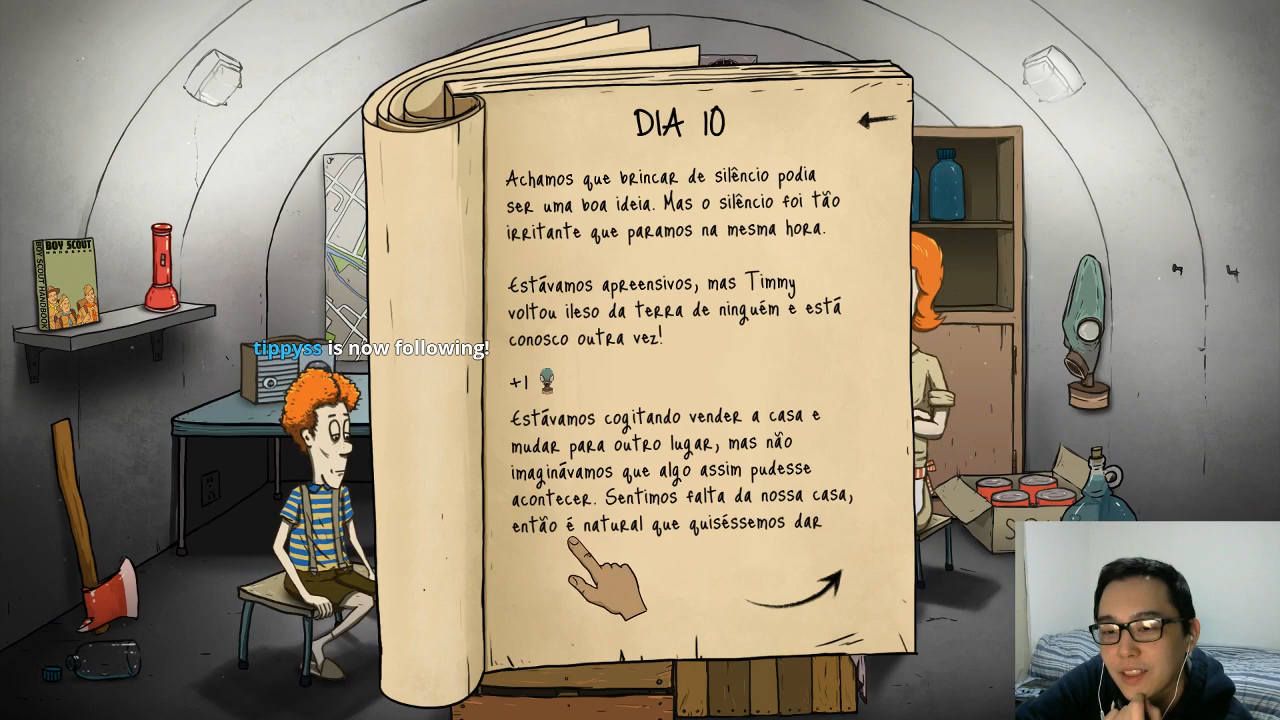 DIA 10
Achamos que brincar de silêncio podia
ser uma boa ideia. Mas o silêncio foi tão
irritante que paramos na mesma hora.
Estávamos apreensivos, mas Timmy
voltou ileso da terra de ninguém e está
conosco outra vez!
+1
Estávamos cogitando vender a casa e
mudar para outro lugar, mas não
imaginávamos que algo assim pudesse
acontecer. Sentimos falta da nossa casa,
então é natural que quiséssemos dar
BOY SCOUT
BOY SCOUT HANDBOOK
tippyss is now following!